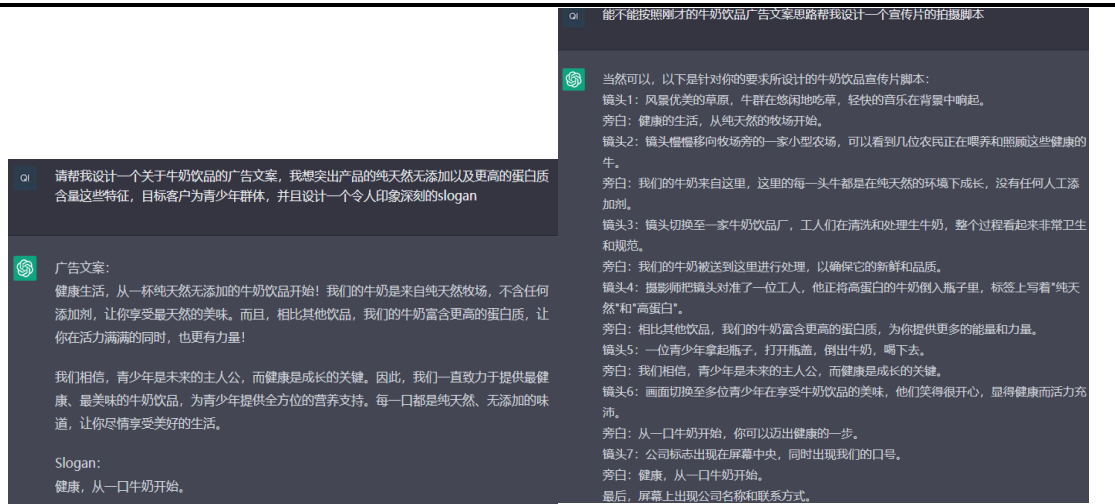 QI
请帮我设计一个关于牛奶饮品的广告文案，我想突出产品的纯天然无添加以及更高的蛋白质
含量这些特征，目标客户为青少年群体，并且设计一个令人印象深刻的slogan
广告文案：
健康生活，从一杯纯天然无添加的牛奶饮品开始！我们的牛奶是来自纯天然牧场，不含任何
添加剂，让你享受最天然的美味。而且，相比其他饮品，我们的牛奶富含更高的蛋白质，让
你在活力满满的同时，也更有力量！
我们相信，青少年是未来的主人公，而健康是成长的关键。因此，我们一直致力于提供最健
康、最美味的牛奶饮品，为青少年提供全方位的营养支持。每一口都是纯天然、无添加的味
道，让你尽情享受美好的生活。
Slogan:
健康，从一口牛奶开始。
QI
能不能按照刚才的牛奶饮品广告文案思路帮我设计一个宣传片的拍摄脚本
当然可以，以下是针对你的要求所设计的牛奶饮品宣传片脚本：
镜头1：风景优美的草原，牛群在悠闲地吃草，轻快的音乐在背景中响起。
旁白：健康的生活，从纯天然的牧场开始。
镜头2：镜头慢慢移向牧场旁的一家小型农场，可以看到几位农民正在喂养和照顾这些健康的
牛。
旁白：我们的牛奶来自这里，这里的每一头牛都是在纯天然的环境下成长，没有任何人工添
加剂。
镜头3：镜头切换至一家牛奶饮品厂，工人们在清洗和处理生牛奶，整个过程看起来非常卫生
和规范。
旁白：我们的牛奶被送到这里进行处理，以确保它的新鲜和品质。
镜头4：摄影师把镜头对准了一位工人，他正将高蛋白的牛奶倒入瓶子里，标签上写着"纯天
然"和"高蛋白"。
旁白：相比其他饮品，我们的牛奶富含更高的蛋白质，为你提供更多的能量和力量。
镜头5：一位青少年拿起瓶子，打开瓶盖，倒出牛奶，喝下去。
旁白：我们相信，青少年是未来的主人公，而健康是成长的关键。
镜头6：画面切换至多位青少年在享受牛奶饮品的美味，他们笑得很开心，显得健康而活力充
沛。
旁白：从一口牛奶开始，你可以迈出健康的一步。
镜头7：公司标志出现在屏幕中央，同时出现我们的口号。
旁白：健康，从一口牛奶开始。
最后，屏幕上出现公司名称和联系方式。